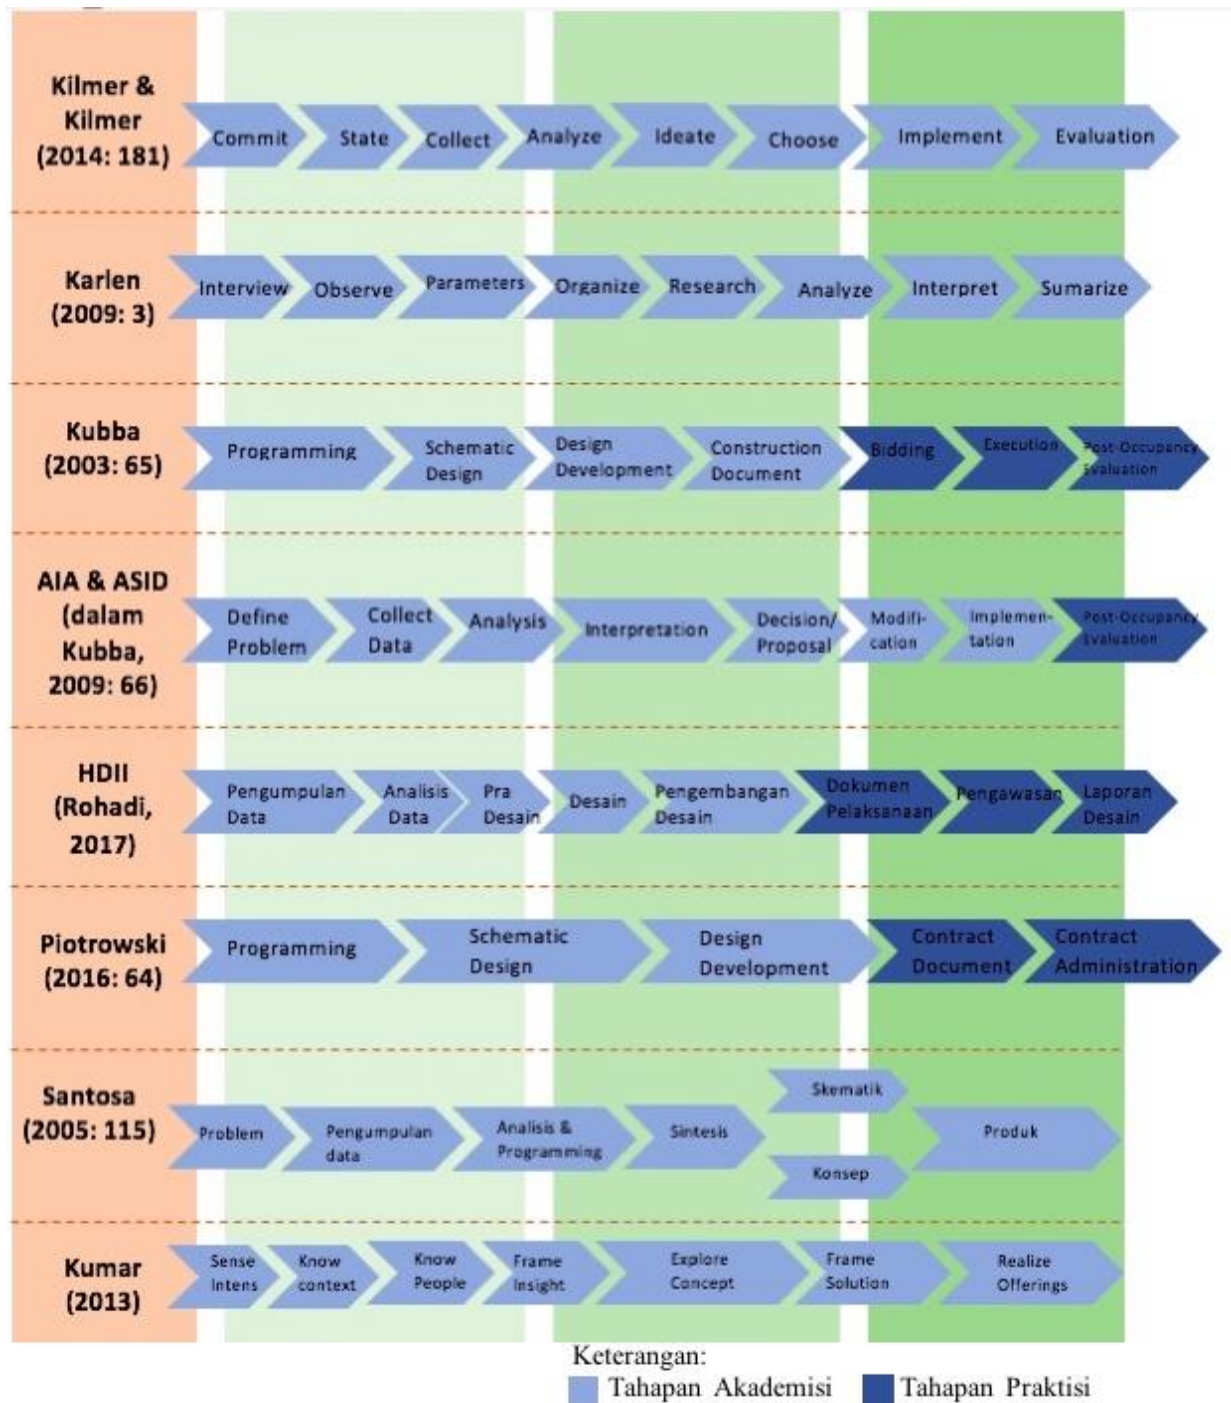 Kilmer &
Kilmer
(2014: 181)
Commit
State
Collect
Analyze
Ideate
Choose
Implement
Evaluation
Karlen
(2009: 3)
Interview
Observe
Parameters
Organize
Research
Analyze
Interpret
Sumarize
Kubba
(2003: 65)
Programming
Schematic
Design
Design
Development
Construction
Document
Bidding
Execution
Post-Occupancy
Evaluation
AIA & ASID
(dalam
Kubba,
2009: 66)
Define
Problem
Collect
Data
Analysis
Interpretation
Decision/
Proposal
Modifi-
cation
Implemen-
tation
Post-Occupancy
Evaluation
HDII
(Rohadi,
2017)
Pengumpulan
Data
Analisis
Data
Pra
Desain
Desain
Pengembangan
Desain
Dokumen
Pelaksanaan
Pengawasan
Laporan
Desain
Piotrowski
(2016: 64)
Programming
Schematic
Design
Design
Development
Contract
Document
Contract
Administration
Santosa
(2005: 115)
Problem
Pengumpulan
data
Analisis &
Programming
Sintesis
Skematik
Konsep
Produk
Kumar
(2013)
Sense
Intens
Know
context
Know
People
Frame
Insight
Explore
Concept
Frame
Solution
Realize
Offerings
Keterangan:
Tahapan Akademisi
Tahapan Praktisi